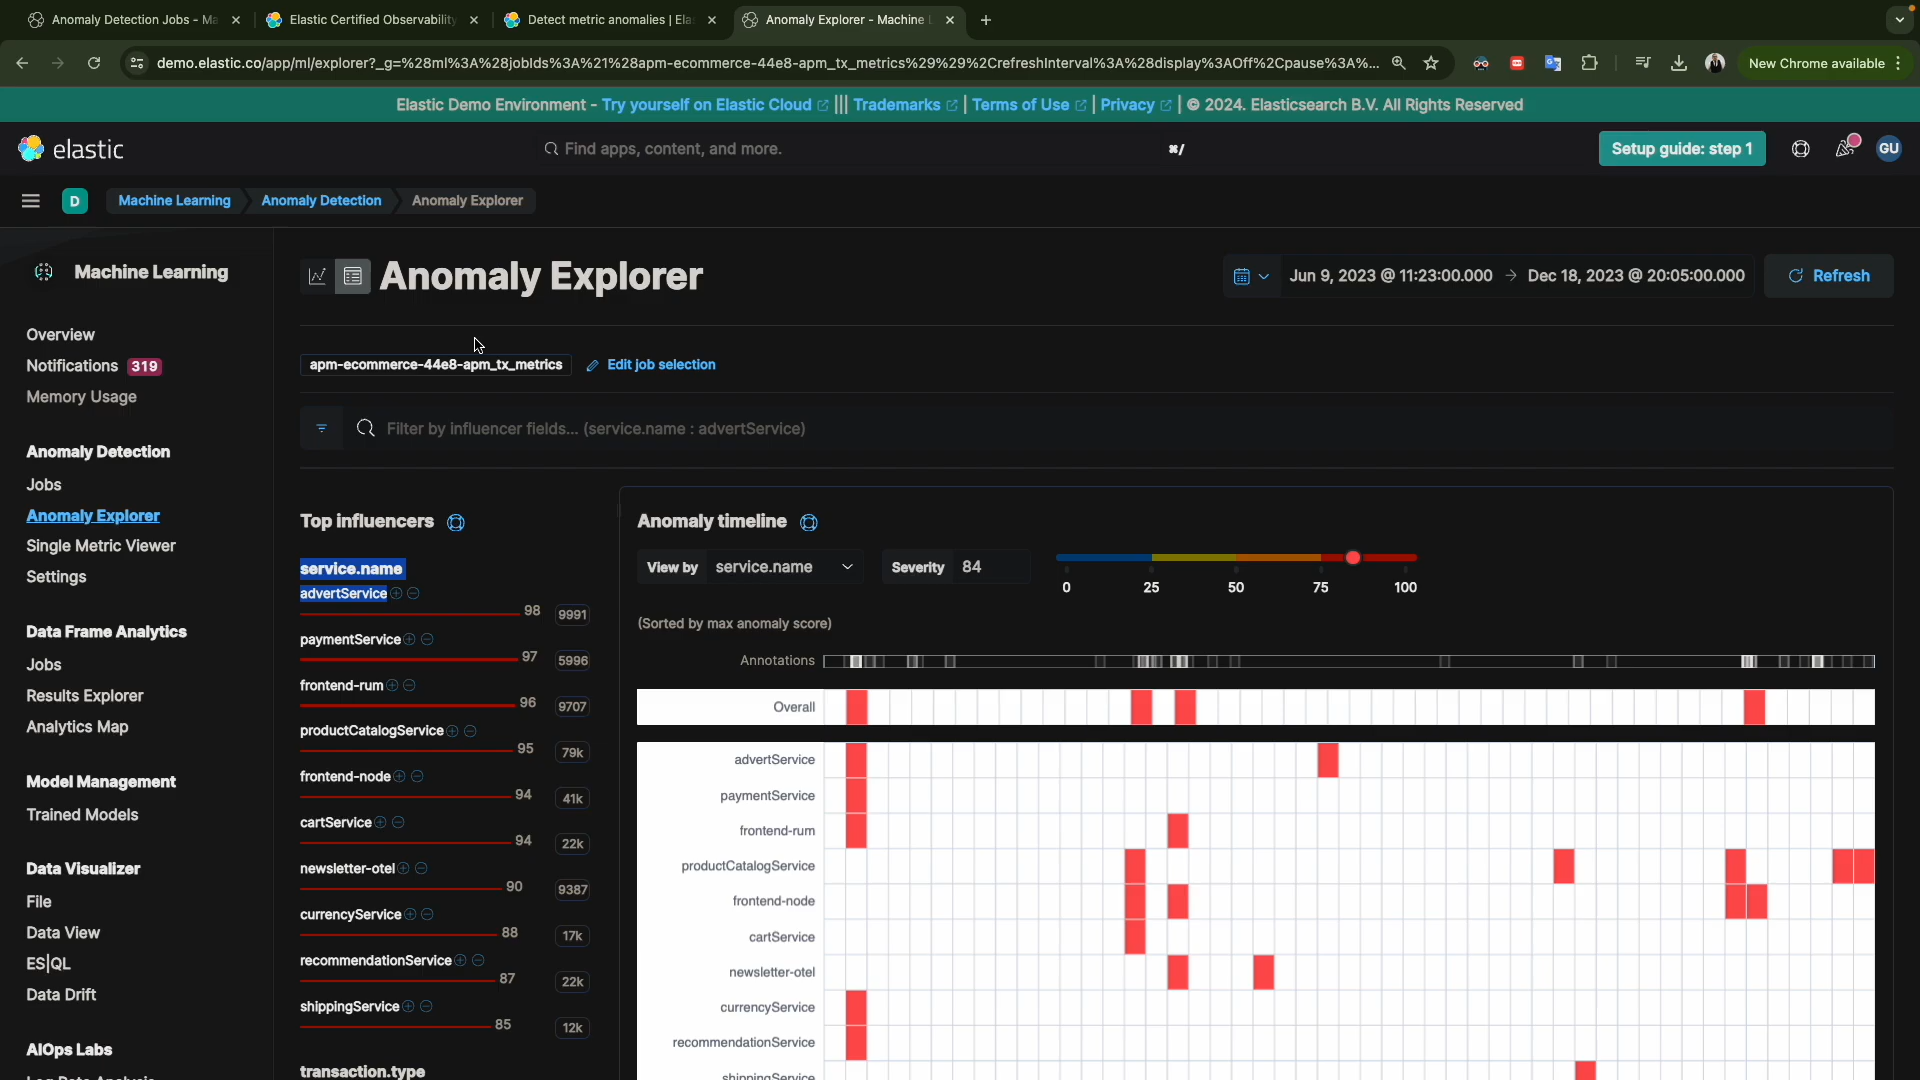 Anomaly Detection Jobs - Ma
Elastic Certified Observability
Detect metric anomalies | Ela
Anomaly Explorer - Machine L
demo.elastic.co/app/ml/explorer?_g=%28ml%3A%28jobIds%3A%21%28apm-ecommerce-44e8-apm_tx_metrics%29%29%2CrefreshInterval%3A%28display%3AOff%2Cpause%3A%...
New Chrome available
Elastic Demo Environment - Try yourself on Elastic Cloud ||| Trademarks | Terms of Use | Privacy | © 2024. Elasticsearch B.V. All Rights Reserved
elastic
Find apps, content, and more.
⌘/
Setup guide: step 1
GU
D
Machine Learning
Anomaly Detection
Anomaly Explorer
Machine Learning
Overview
Notifications 319
Memory Usage
Anomaly Detection
Jobs
Anomaly Explorer
Single Metric Viewer
Settings
Data Frame Analytics
Jobs
Results Explorer
Analytics Map
Model Management
Trained Models
Data Visualizer
File
Data View
ES|QL
Data Drift
AIOps Labs
Log Rate Analysis
Anomaly Explorer
Jun 9, 2023 @ 11:23:00.000 → Dec 18, 2023 @ 20:05:00.000
Refresh
apm-ecommerce-44e8-apm_tx_metrics
Edit job selection
Filter by influencer fields... (service.name : advertService)
Top influencers
service.name
advertService
98 9991
paymentService
97 5996
frontend-rum
96 9707
productCatalogService
95 79k
frontend-node
94 41k
cartService
94 22k
newsletter-otel
90 9387
currencyService
88 17k
recommendationService
87 22k
shippingService
85 12k
transaction.type
Anomaly timeline
View by service.name
Severity 84
0 25 50 75 100
(Sorted by max anomaly score)
Annotations
Overall
advertService
paymentService
frontend-rum
productCatalogService
frontend-node
cartService
newsletter-otel
currencyService
recommendationService
shippingService